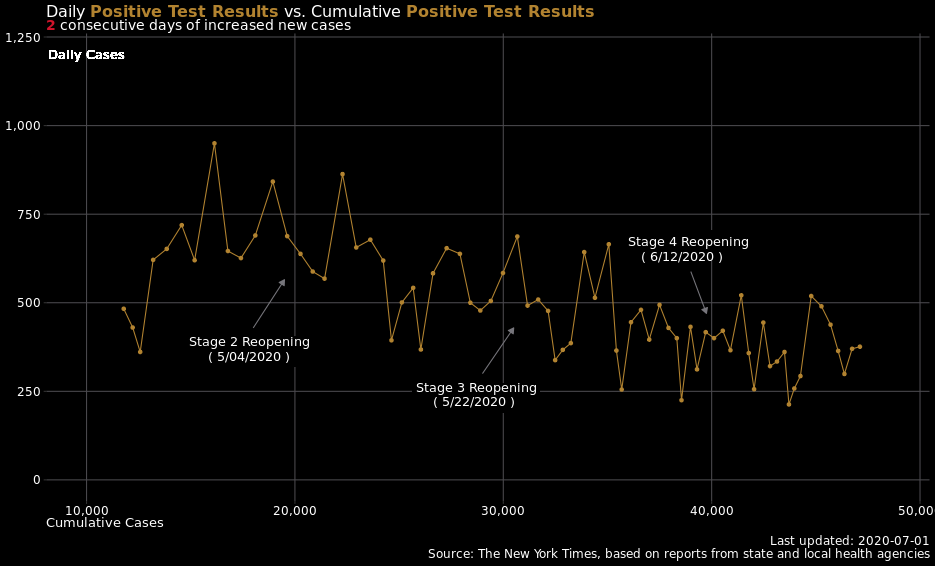 Daily Positive Test Results vs. Cumulative Positive Test Results
2 consecutive days of increased new cases
1,250
Daily Cases
1,000
750
Stage 4 Reopening
( 6/12/2020 )
500
Stage 2 Reopening
( 5/04/2020 )
Stage 3 Reopening
( 5/22/2020 )
250
0
10,000 20,000 30,000 40,000 50,00
Cumulative Cases
Last updated: 2020-07-01
Source: The New York Times, based on reports from state and local health agencies